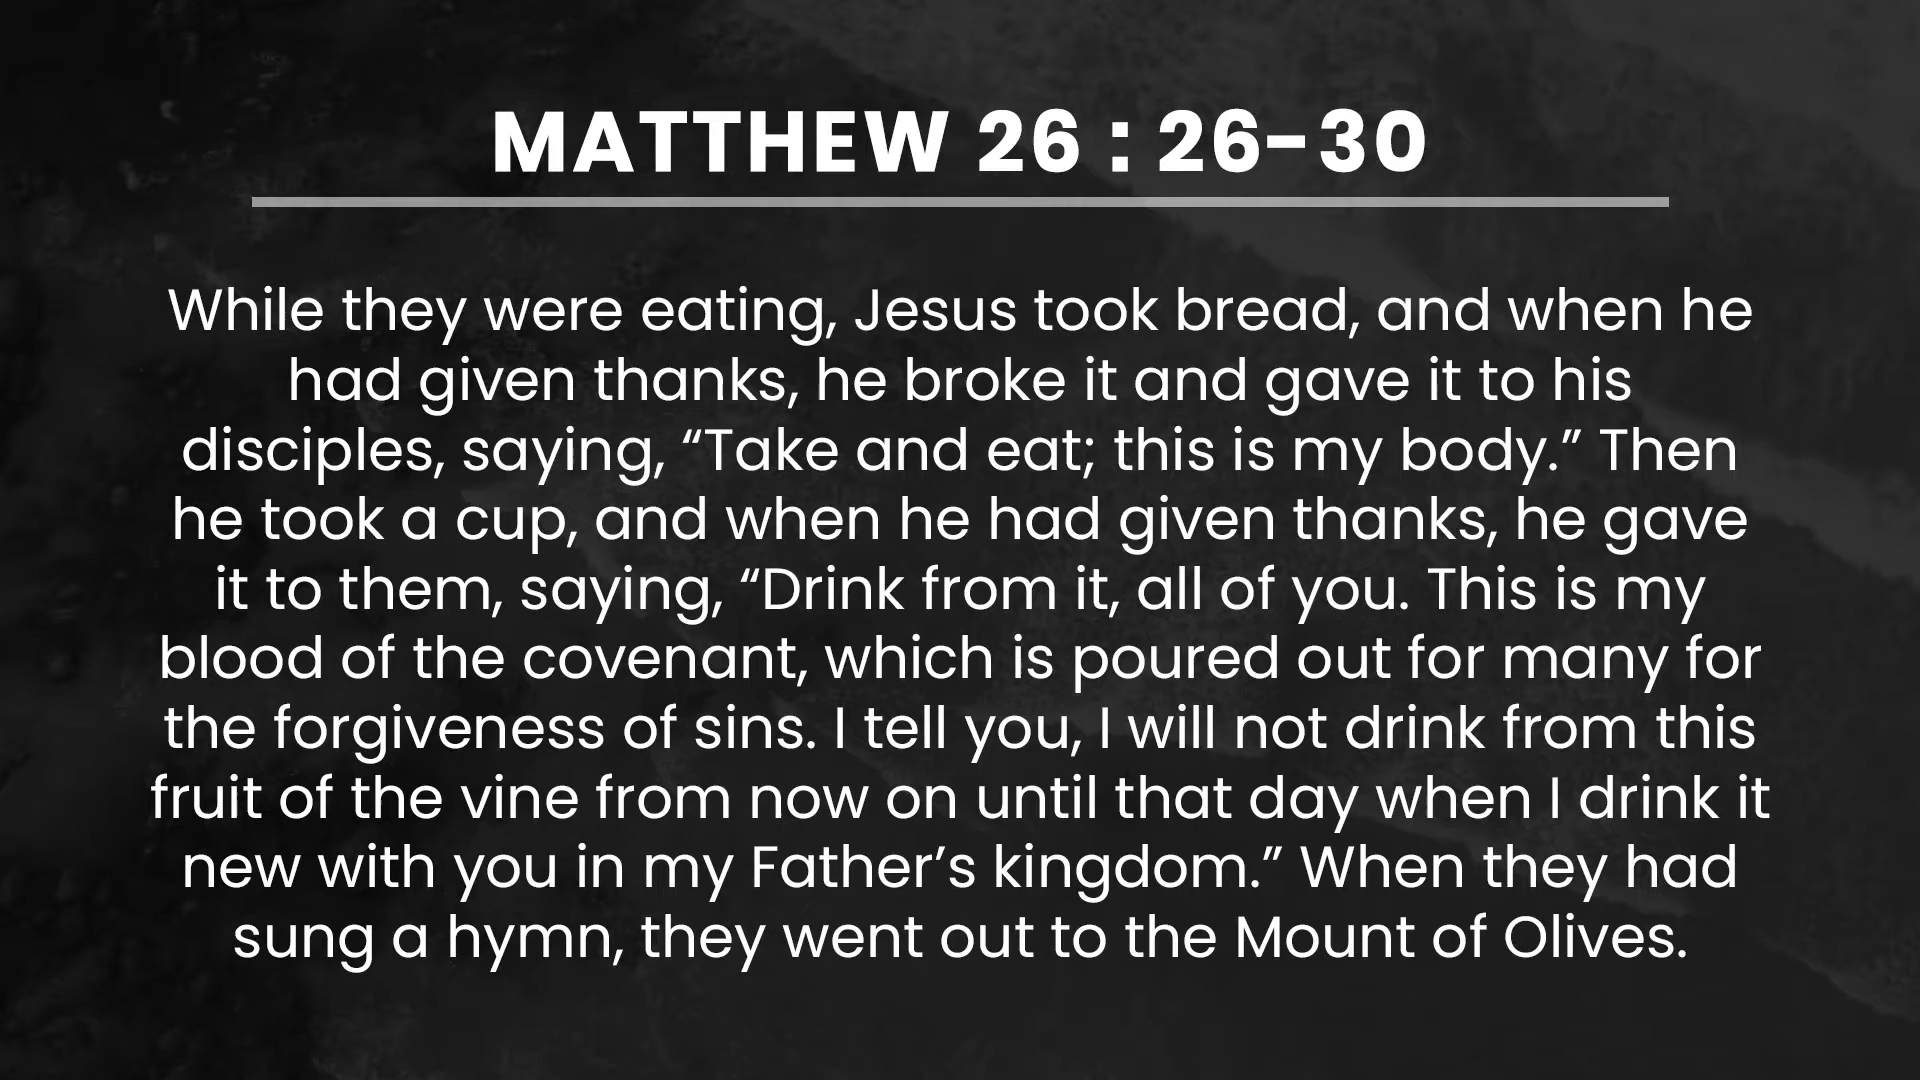 MATTHEW 26 : 26-30
While they were eating, Jesus took bread, and when he
had given thanks, he broke it and gave it to his
disciples, saying, “Take and eat; this is my body.” Then
he took a cup, and when he had given thanks, he gave
it to them, saying, “Drink from it, all of you. This is my
blood of the covenant, which is poured out for many for
the forgiveness of sins. I tell you, I will not drink from this
fruit of the vine from now on until that day when I drink it
new with you in my Father’s kingdom.” When they had
sung a hymn, they went out to the Mount of Olives.